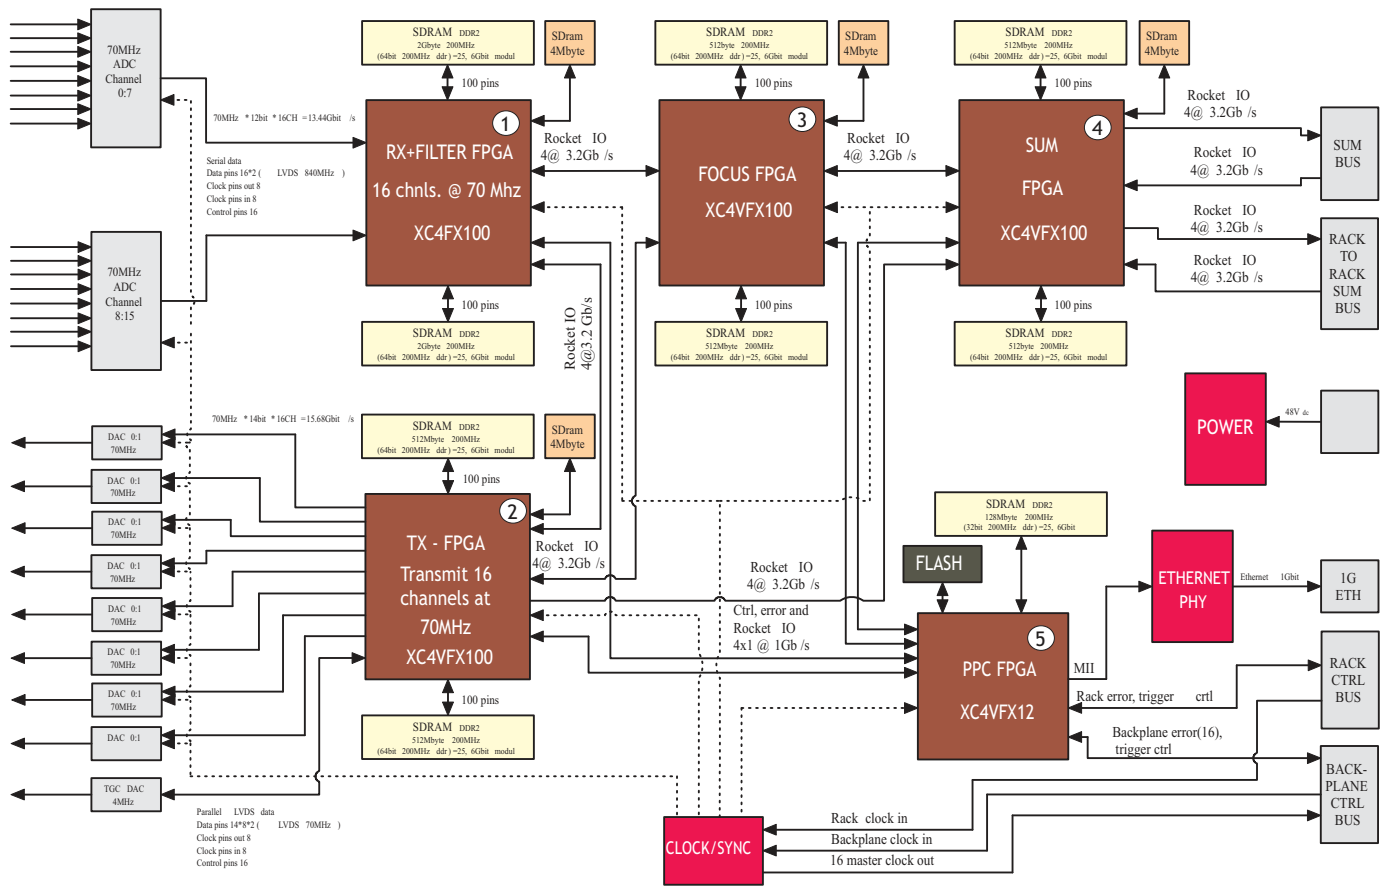 70MHz
ADC
Channel
0:7
70MHz *12bit *16CH =13.44Gbit /s
Serial data
Data pins 16*2 ( LVDS 840MHz )
Clock pins out 8
Clock pins in 8
Control pins 16
70MHz
ADC
Channel
8:15
SDRAM DDR2
2Gbyte 200MHz
(64bit 200MHz ddr)=25, 6Gbit modul
SDram
4Mbyte
100 pins
1
RX+FILTER FPGA
16 chnls. @ 70 Mhz
XC4FX100
100 pins
SDRAM DDR2
2Gbyte 200MHz
(64bit 200MHz ddr)=25, 6Gbit modul
Rocket IO
4@ 3.2Gb /s
Rocket IO
4@3.2 Gb/s
SDRAM DDR2
512byte 200MHz
(64bit 200MHz ddr)=25, 6Gbit modul
SDram
4Mbyte
100 pins
3
FOCUS FPGA
XC4VFX100
100 pins
SDRAM DDR2
512Mbyte 200MHz
(64bit 200MHz ddr)=25, 6Gbit modul
Rocket IO
4@ 3.2Gb /s
SDRAM DDR2
512Mbyte 200MHz
(64bit 200MHz ddr)=25, 6Gbit modul
SDram
4Mbyte
100 pins
4
SUM
FPGA
XC4VFX100
100 pins
SDRAM DDR2
512byte 200MHz
(64bit 200MHz ddr)=25, 6Gbit modul
Rocket IO
4@ 3.2Gb /s
Rocket IO
4@ 3.2Gb /s
Rocket IO
4@ 3.2Gb /s
Rocket IO
4@ 3.2Gb /s
SUM
BUS
RACK
TO
RACK
SUM
BUS
POWER
48V dc
70MHz *14bit *16CH =15.68Gbit /s
DAC 0:1
70MHz
DAC 0:1
70MHz
DAC 0:1
70MHz
DAC 0:1
70MHz
DAC 0:1
70MHz
DAC 0:1
70MHz
DAC 0:1
70MHz
DAC 0:1
TGC DAC
4MHz
Parallel LVDS data
Data pins 14*8*2 ( LVDS 70MHz )
Clock pins out 8
Clock pins in 8
Control pins 16
SDRAM DDR2
512Mbyte 200MHz
(64bit 200MHz ddr)=25, 6Gbit modul
SDram
4Mbyte
100 pins
2
TX - FPGA
Transmit 16
channels at
70MHz
XC4VFX100
100 pins
SDRAM DDR2
512Mbyte 200MHz
(64bit 200MHz ddr)=25, 6Gbit modul
Rocket IO
4@ 3.2Gb /s
Rocket IO
4@ 3.2Gb /s
Ctrl, error and
Rocket IO
4x1 @ 1Gb /s
SDRAM DDR2
128Mbyte 200MHz
(32bit 200MHz ddr)=25, 6Gbit
FLASH
5
PPC FPGA
XC4VFX12
MII
ETHERNET
PHY
Ethernet 1Gbit
1G
ETH
Rack error, trigger crtl
RACK
CTRL
BUS
Backplane error(16),
trigger ctrl
BACK-
PLANE
CTRL
BUS
CLOCK/SYNC
Rack clock in
Backplane clock in
16 master clock out